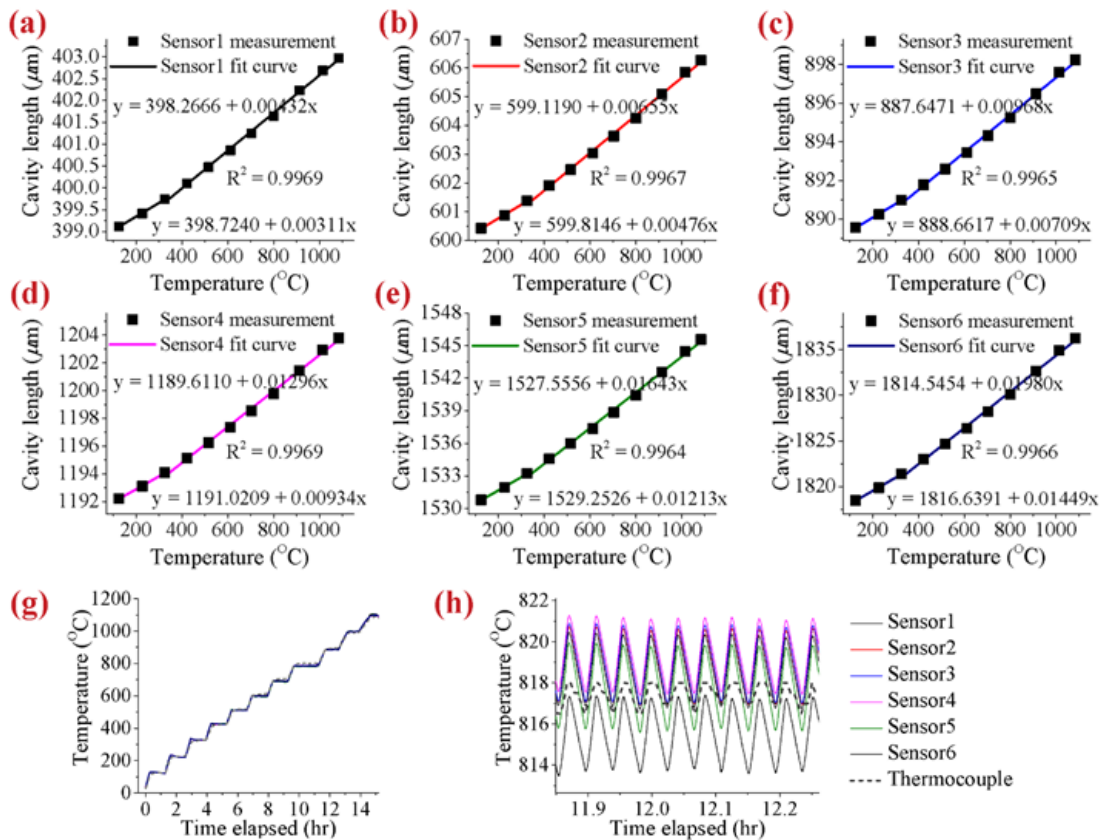 (a)
403.0
402.5
402.0
401.5
401.0
400.5
400.0
399.5
399.0
Cavity length (μm)
Sensor1 measurement
Sensor1 fit curve
y = 398.2666 + 0.00432x
R² = 0.9969
y = 398.7240 + 0.00311x
200 400 600 800 1000
Temperature (°C)
(b)
607
606
605
604
603
602
601
600
Cavity length (μm)
Sensor2 measurement
Sensor2 fit curve
y = 599.1190 + 0.00655x
R² = 0.9967
y = 599.8146 + 0.00476x
200 400 600 800 1000
Temperature (°C)
(c)
898
896
894
892
890
Cavity length (μm)
Sensor3 measurement
Sensor3 fit curve
y = 887.6471 + 0.00968x
R² = 0.9965
y = 888.6617 + 0.00709x
200 400 600 800 1000
Temperature (°C)
(d)
1204
1202
1200
1198
1196
1194
1192
Cavity length (μm)
Sensor4 measurement
Sensor4 fit curve
y = 1189.6110 + 0.01296x
R² = 0.9969
y = 1191.0209 + 0.00934x
200 400 600 800 1000
Temperature (°C)
(e)
1548
1545
1542
1539
1536
1533
1530
Cavity length (μm)
Sensor5 measurement
Sensor5 fit curve
y = 1527.5556 + 0.01643x
R² = 0.9964
y = 1529.2526 + 0.01213x
200 400 600 800 1000
Temperature (°C)
(f)
1835
1830
1825
1820
Cavity length (μm)
Sensor6 measurement
Sensor6 fit curve
y = 1814.5454 + 0.01980x
R² = 0.9966
y = 1816.6391 + 0.01449x
200 400 600 800 1000
Temperature (°C)
(g)
1200
1000
800
600
400
200
0
Temperature (°C)
0 2 4 6 8 10 12 14
Time elapsed (hr)
(h)
822
820
818
816
814
Temperature (°C)
11.9 12.0 12.1 12.2
Time elapsed (hr)
Sensor1
Sensor2
Sensor3
Sensor4
Sensor5
Sensor6
Thermocouple